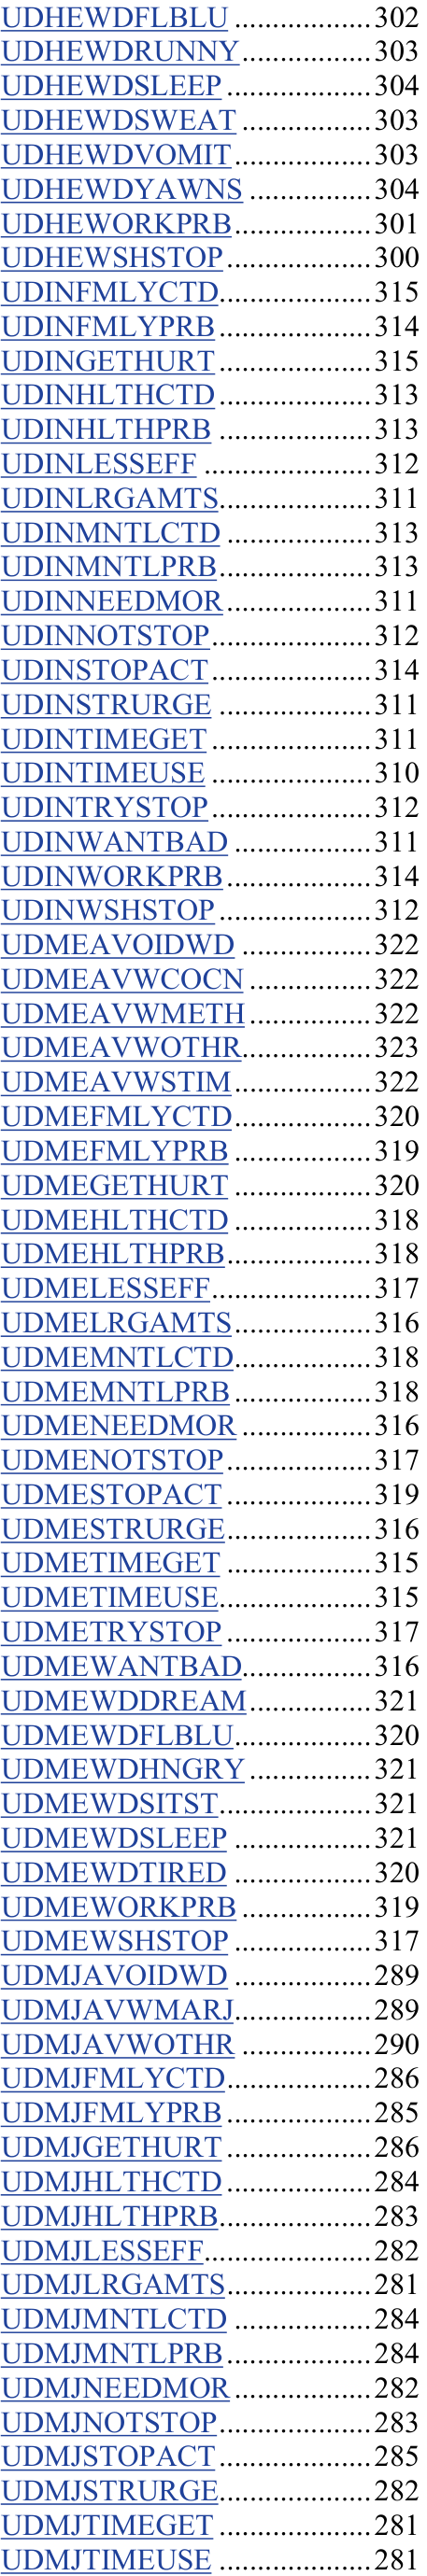 UDHEWDFLBLU .................. 302
UDHEWDRUNNY ................. 303
UDHEWDSLEEP ................... 304
UDHEWDSWEAT ................. 303
UDHEWDVOMIT .................. 303
UDHEWDYAWNS ................ 304
UDHEWORKPRB .................. 301
UDHEWSHSTOP ................... 300
UDINFMLYCTD .................... 315
UDINFMLYPRB ..................... 314
UDINGETHURT .................... 315
UDINHLTHCTD .................... 313
UDINHLTHPRB .................... 313
UDINLESSEFF ...................... 312
UDINLRGAMTS .................... 311
UDINMNTLCTD ................... 313
UDINMNTLPRB .................... 313
UDINNEEDMOR ................... 311
UDINNOTSTOP ..................... 312
UDINSTOPACT ..................... 314
UDINSTRURGE .................... 311
UDINTIMEGET ..................... 311
UDINTIMEUSE ..................... 310
UDINTRYSTOP ..................... 312
UDINWANTBAD .................. 311
UDINWORKPRB ................... 314
UDINWSHSTOP .................... 312
UDMEAVOIDWD ................. 322
UDMEAVWCOCN ................ 322
UDMEAVWMETH ................ 322
UDMEAVWOTHR ................. 323
UDMEAVWSTIM .................. 322
UDMEFMLYCTD .................. 320
UDMEFMLYPRB ................... 319
UDMEGETHURT .................. 320
UDMEHLTHCTD .................. 318
UDMEHLTHPRB ................... 318
UDMELESSEFF ..................... 317
UDMELRGAMTS .................. 316
UDMEMNTLCTD .................. 318
UDMEMNTLPRB .................. 318
UDMENEEDMOR ................. 316
UDMENOTSTOP ................... 317
UDMESTOPACT ................... 319
UDMESTRURGE ................... 316
UDMETIMEGET .................... 315
UDMETIMEUSE .................... 315
UDMETRYSTOP ................... 317
UDMEWANTBAD ................. 316
UDMEWDDREAM ................ 321
UDMEWDFLBLU .................. 320
UDMEWDHNGRY ................ 321
UDMEWDSITST .................... 321
UDMEWDSLEEP .................. 321
UDMEWDTIRED .................. 320
UDMEWORKPRB ................. 319
UDMEWSHSTOP .................. 317
UDMJAVOIDWD .................. 289
UDMJAVWMARJ .................. 289
UDMJAVWOTHR ................. 290
UDMJFMLYCTD ................... 286
UDMJFMLYPRB ................... 285
UDMJGETHURT ................... 286
UDMJHLTHCTD ................... 284
UDMJHLTHPRB .................... 283
UDMJLESSEFF ...................... 282
UDMJLRGAMTS ................... 281
UDMJMNTLCTD .................. 284
UDMJMNTLPRB ................... 284
UDMJNEEDMOR .................. 282
UDMJNOTSTOP .................... 283
UDMJSTOPACT .................... 285
UDMJSTRURGE .................... 282
UDMJTIMEGET .................... 281
UDMJTIMEUSE .................... 281